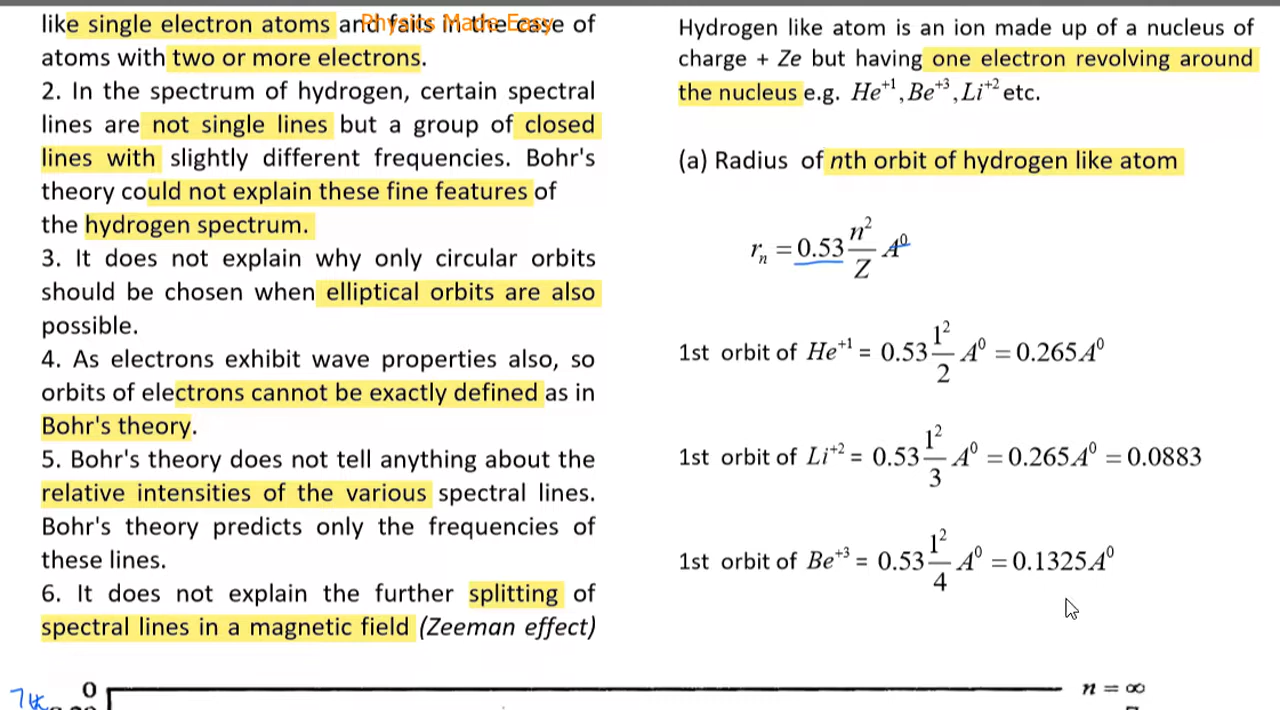 like single electron atoms and fails in the case of
Physics Made Easy
atoms with two or more electrons.
2. In the spectrum of hydrogen, certain spectral
lines are not single lines but a group of closed
lines with slightly different frequencies. Bohr's
theory could not explain these fine features of
the hydrogen spectrum.
3. It does not explain why only circular orbits
should be chosen when elliptical orbits are also
possible.
4. As electrons exhibit wave properties also, so
orbits of electrons cannot be exactly defined as in
Bohr's theory.
5. Bohr's theory does not tell anything about the
relative intensities of the various spectral lines.
Bohr's theory predicts only the frequencies of
these lines.
6. It does not explain the further splitting of
spectral lines in a magnetic field (Zeeman effect)
Hydrogen like atom is an ion made up of a nucleus of
charge + Ze but having one electron revolving around
the nucleus e.g. He⁺¹, Be⁺³, Li⁺² etc.
(a) Radius of nth orbit of hydrogen like atom
rₙ = 0.53 n²/Z A⁰
1st orbit of He⁺¹ = 0.53 1²/2 A⁰ = 0.265A⁰
1st orbit of Li⁺² = 0.53 1²/3 A⁰ = 0.265A⁰ = 0.0883
1st orbit of Be⁺³ = 0.53 1²/4 A⁰ = 0.1325A⁰
0
n = ∞